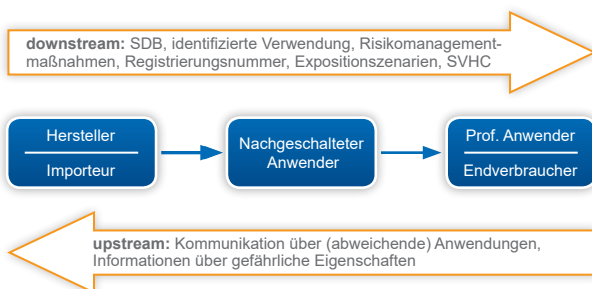 downstream: SDB, identifizierte Verwendung, Risikomanagement-
maßnahmen, Registrierungsnummer, Expositionszenarien, SVHC
Hersteller
Importeur
Nachgeschalteter
Anwender
Prof. Anwender
Endverbraucher
upstream: Kommunikation über (abweichende) Anwendungen,
Informationen über gefährliche Eigenschaften